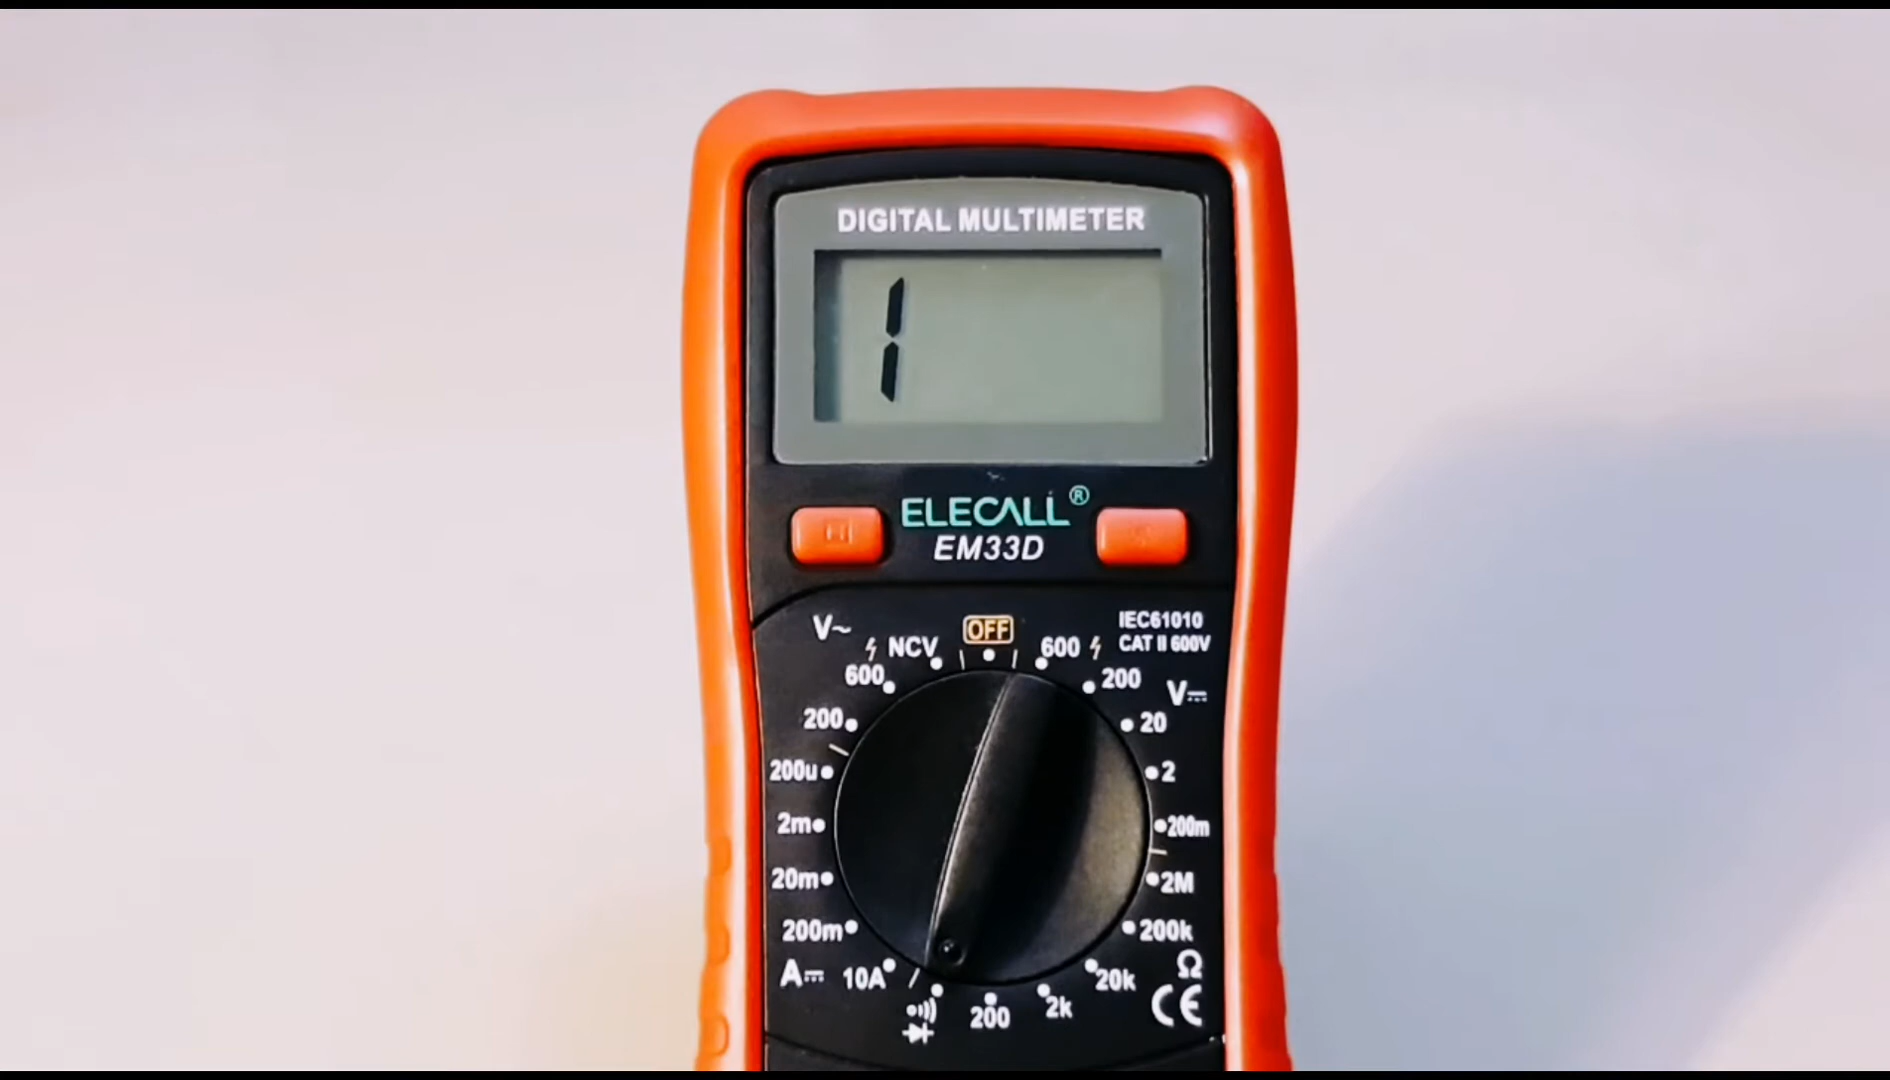 DIGITAL MULTIMETER
1
ELECALL®
H
EM33D
OFF
IEC61010
CAT II 600V
V~
NCV
600
600
200
V⎓
200
20
200u
2
2m
200m
20m
2M
200m
200k
A⎓
10A
20k
Ω
200
2k
CE